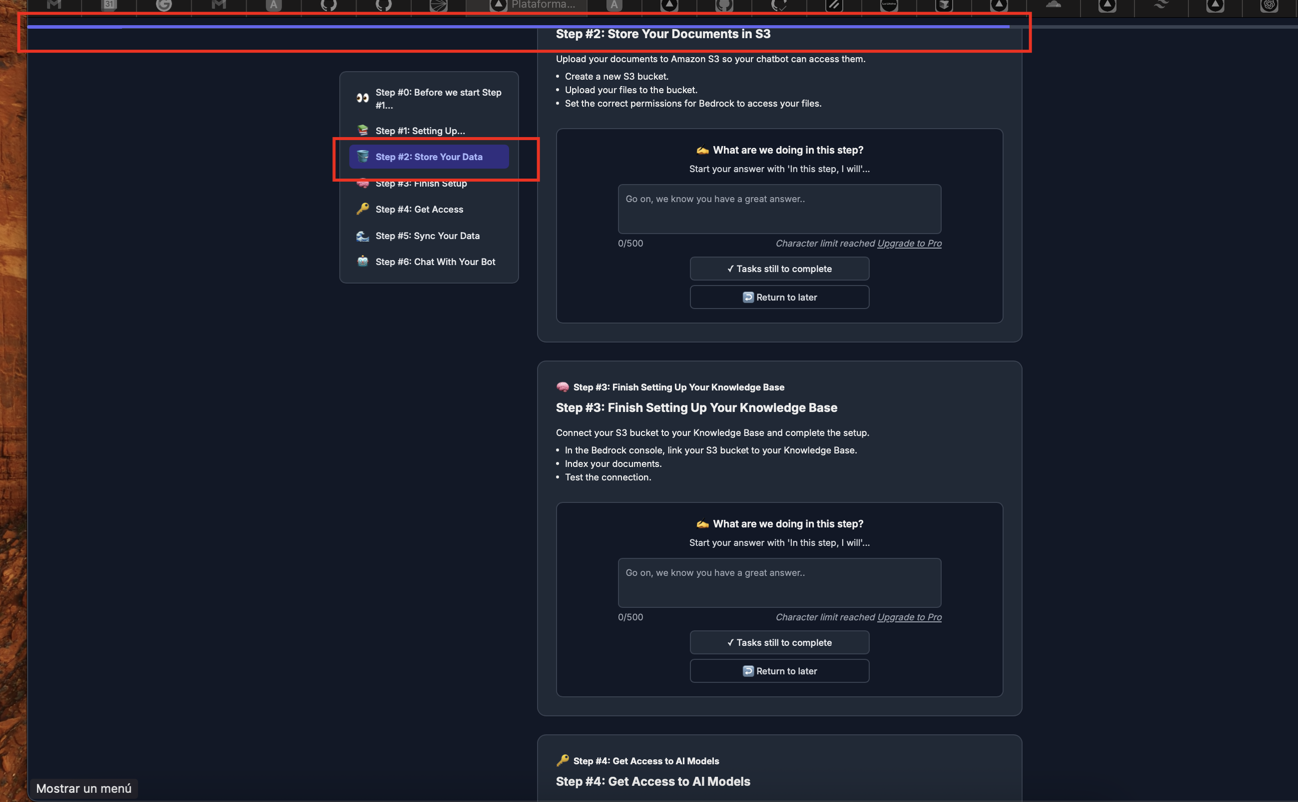 Plataforma...
Step #2: Store Your Documents in S3
Upload your documents to Amazon S3 so your chatbot can access them.
• Create a new S3 bucket.
• Upload your files to the bucket.
• Set the correct permissions for Bedrock to access your files.
Step #0: Before we start Step
#1...
Step #1: Setting Up...
Step #2: Store Your Data
Step #3: Finish Setup
Step #4: Get Access
Step #5: Sync Your Data
Step #6: Chat With Your Bot
✍️ What are we doing in this step?
Start your answer with 'In this step, I will'...
Go on, we know you have a great answer..
0/500 Character limit reached Upgrade to Pro
✓ Tasks still to complete
↩️ Return to later
🧠 Step #3: Finish Setting Up Your Knowledge Base
Step #3: Finish Setting Up Your Knowledge Base
Connect your S3 bucket to your Knowledge Base and complete the setup.
• In the Bedrock console, link your S3 bucket to your Knowledge Base.
• Index your documents.
• Test the connection.
✍️ What are we doing in this step?
Start your answer with 'In this step, I will'...
Go on, we know you have a great answer..
0/500 Character limit reached Upgrade to Pro
✓ Tasks still to complete
↩️ Return to later
🔑 Step #4: Get Access to AI Models
Step #4: Get Access to AI Models
Mostrar un menú